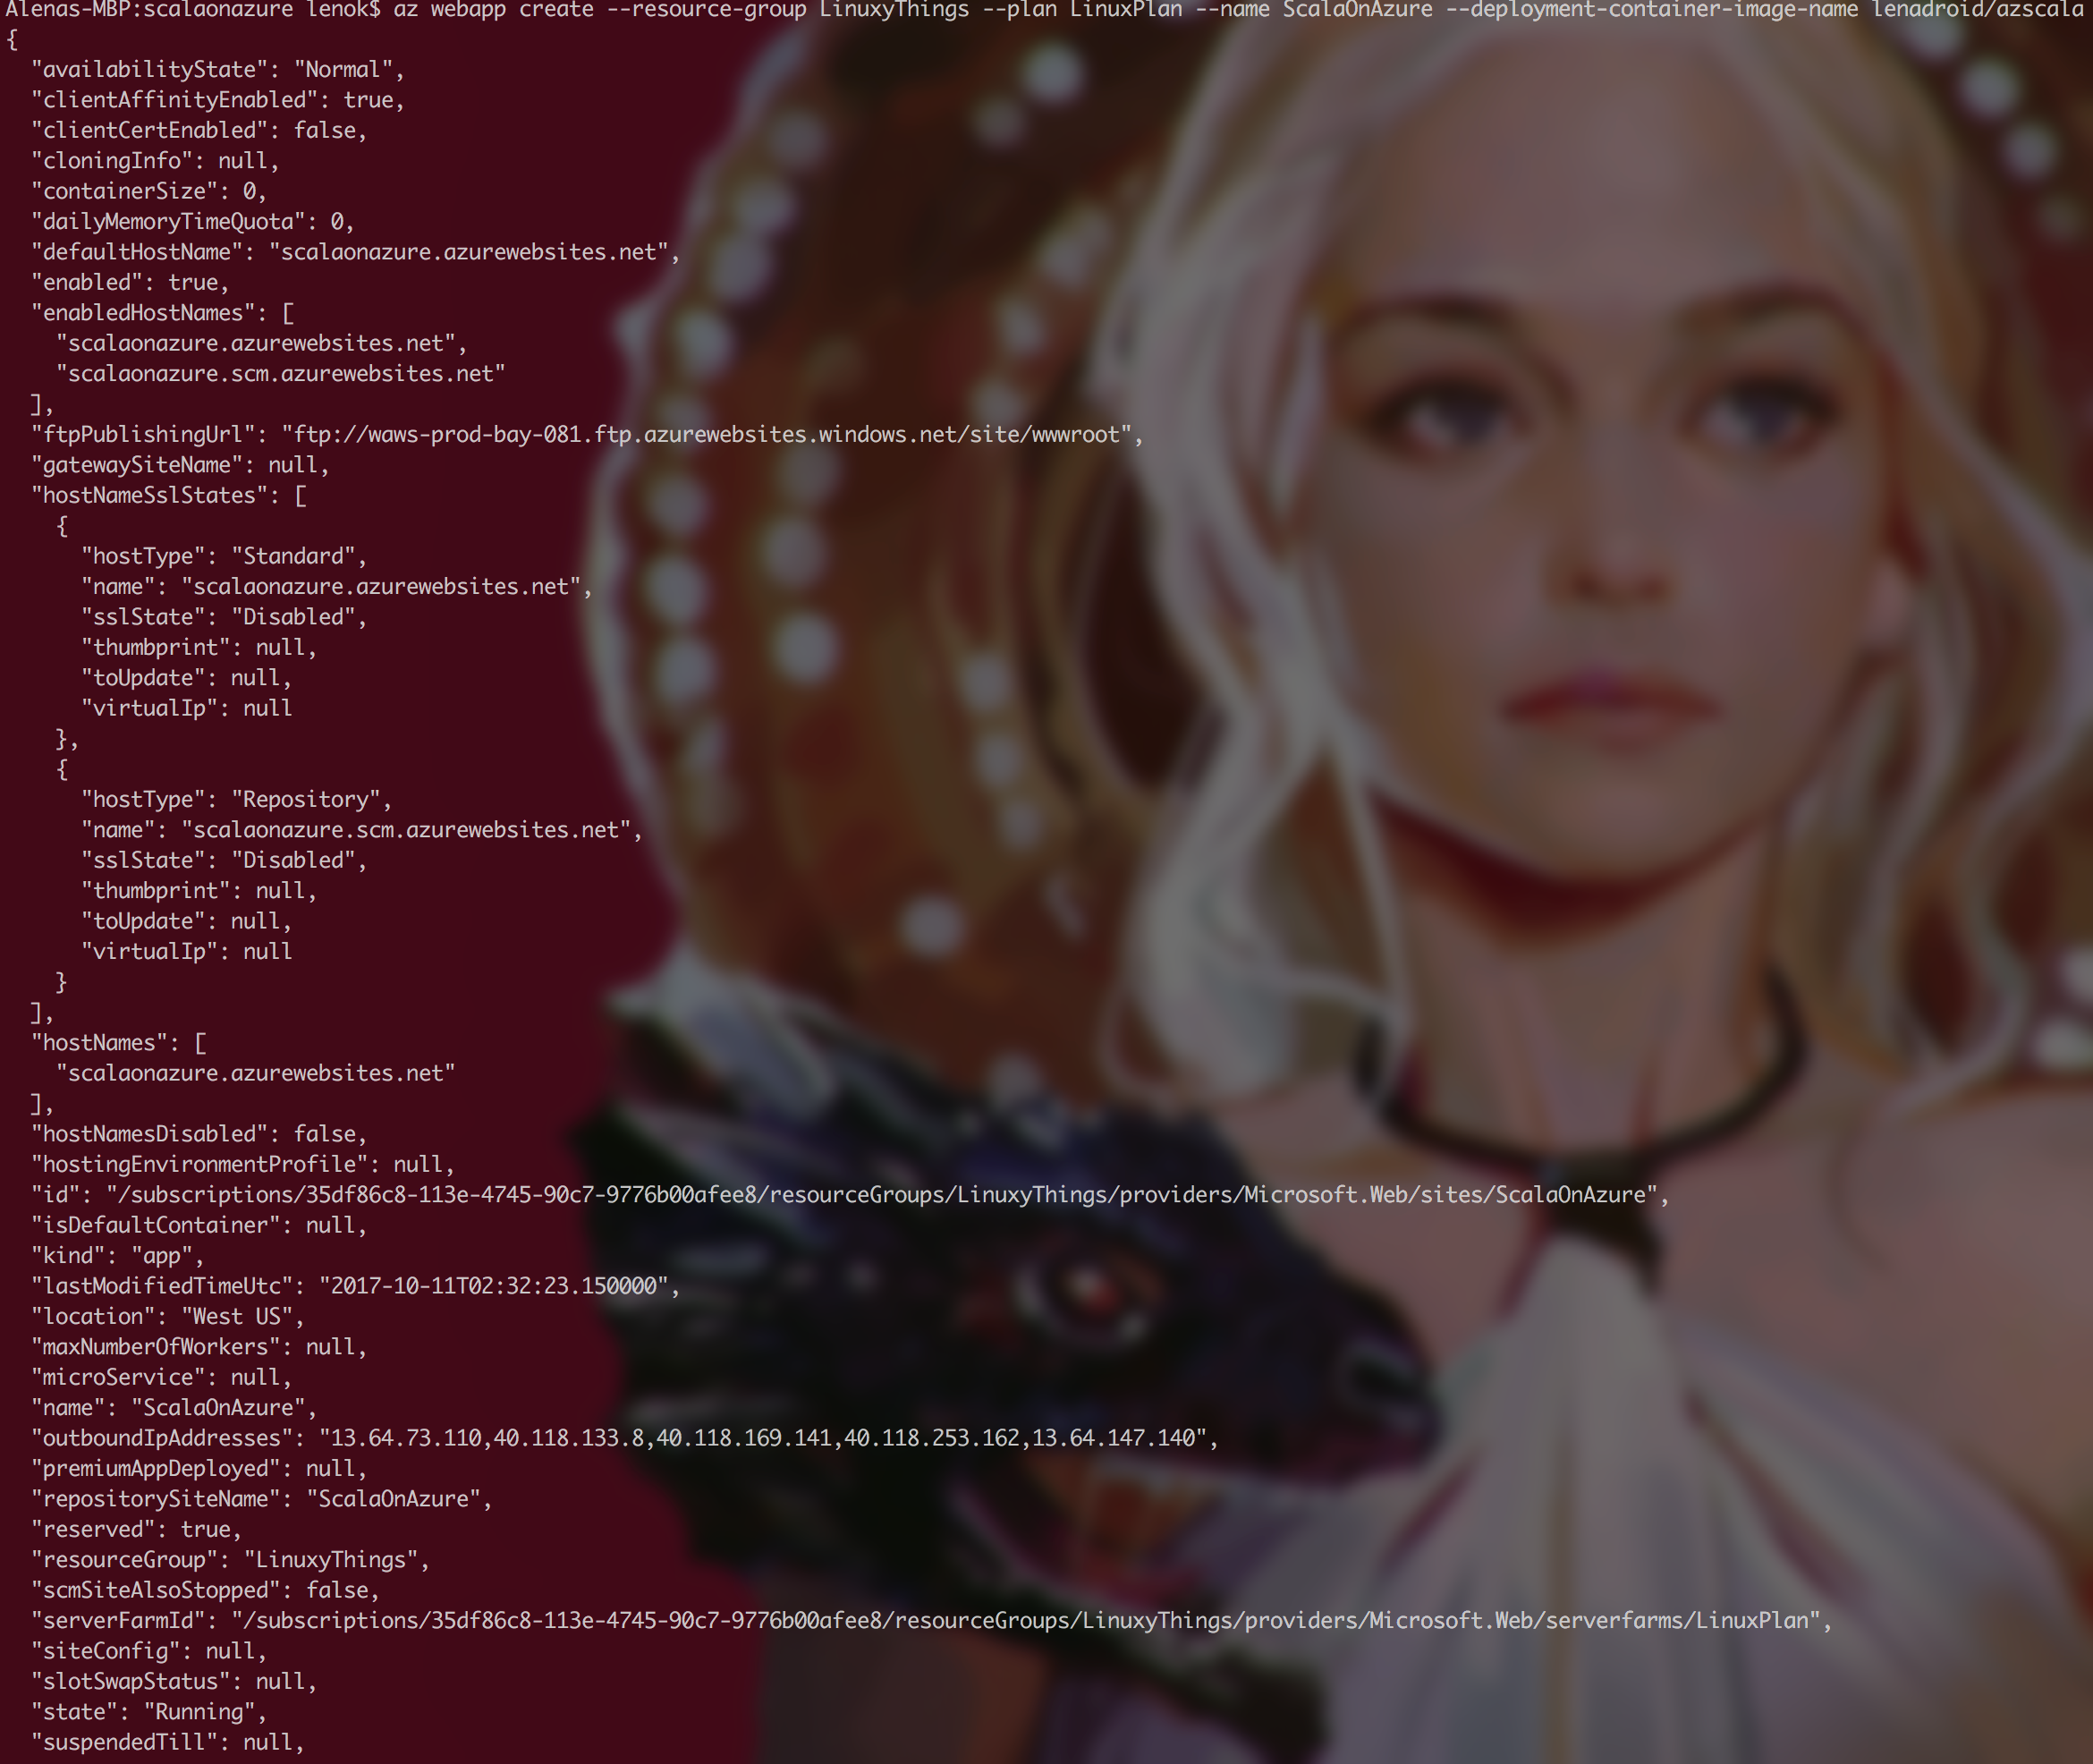 Alenas-MBP:scalaonazure lenok$ az webapp create --resource-group LinuxyThings --plan LinuxPlan --name ScalaOnAzure --deployment-container-image-name lenadroid/azscala
{
  "availabilityState": "Normal",
  "clientAffinityEnabled": true,
  "clientCertEnabled": false,
  "cloningInfo": null,
  "containerSize": 0,
  "dailyMemoryTimeQuota": 0,
  "defaultHostName": "scalaonazure.azurewebsites.net",
  "enabled": true,
  "enabledHostNames": [
    "scalaonazure.azurewebsites.net",
    "scalaonazure.scm.azurewebsites.net"
  ],
  "ftpPublishingUrl": "ftp://waws-prod-bay-081.ftp.azurewebsites.windows.net/site/wwwroot",
  "gatewaySiteName": null,
  "hostNameSslStates": [
    {
      "hostType": "Standard",
      "name": "scalaonazure.azurewebsites.net",
      "sslState": "Disabled",
      "thumbprint": null,
      "toUpdate": null,
      "virtualIp": null
    },
    {
      "hostType": "Repository",
      "name": "scalaonazure.scm.azurewebsites.net",
      "sslState": "Disabled",
      "thumbprint": null,
      "toUpdate": null,
      "virtualIp": null
    }
  ],
  "hostNames": [
    "scalaonazure.azurewebsites.net"
  ],
  "hostNamesDisabled": false,
  "hostingEnvironmentProfile": null,
  "id": "/subscriptions/35df86c8-113e-4745-90c7-9776b00afee8/resourceGroups/LinuxyThings/providers/Microsoft.Web/sites/ScalaOnAzure",
  "isDefaultContainer": null,
  "kind": "app",
  "lastModifiedTimeUtc": "2017-10-11T02:32:23.150000",
  "location": "West US",
  "maxNumberOfWorkers": null,
  "microService": null,
  "name": "ScalaOnAzure",
  "outboundIpAddresses": "13.64.73.110,40.118.133.8,40.118.169.141,40.118.253.162,13.64.147.140",
  "premiumAppDeployed": null,
  "repositorySiteName": "ScalaOnAzure",
  "reserved": true,
  "resourceGroup": "LinuxyThings",
  "scmSiteAlsoStopped": false,
  "serverFarmId": "/subscriptions/35df86c8-113e-4745-90c7-9776b00afee8/resourceGroups/LinuxyThings/providers/Microsoft.Web/serverfarms/LinuxPlan",
  "siteConfig": null,
  "slotSwapStatus": null,
  "state": "Running",
  "suspendedTill": null,